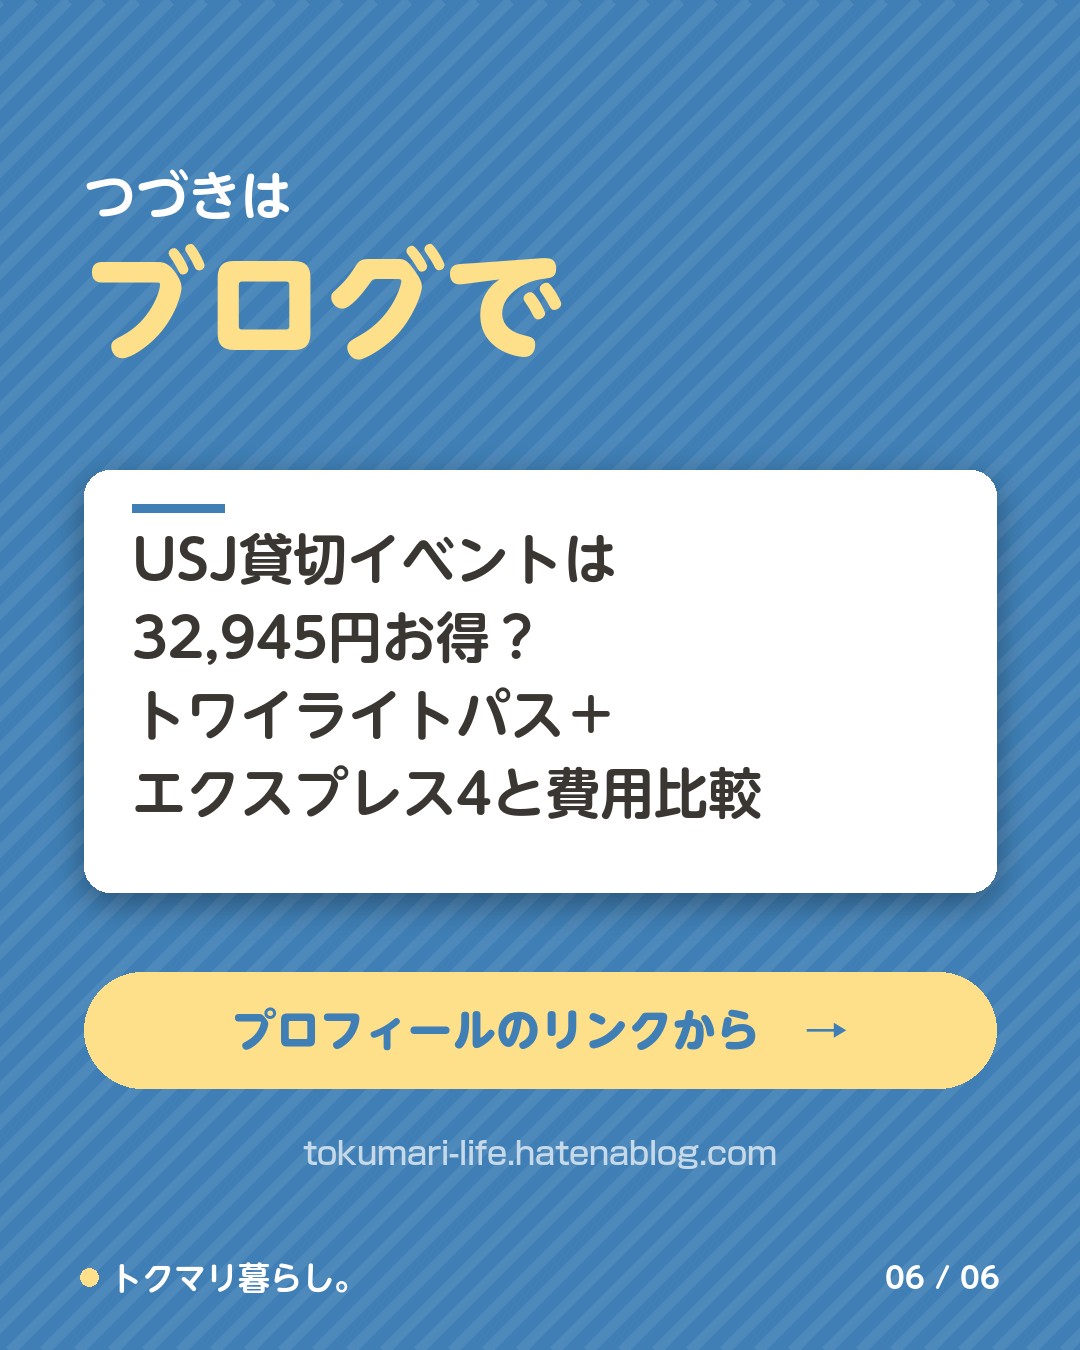 つづきは
ブログで
USJ貸切イベントは
32,945円お得？
トワイライトパス＋
エクスプレス4と費用比較
プロフィールのリンクから →
tokumari-life.hatenablog.com
トクマリ暮らし。
06 / 06